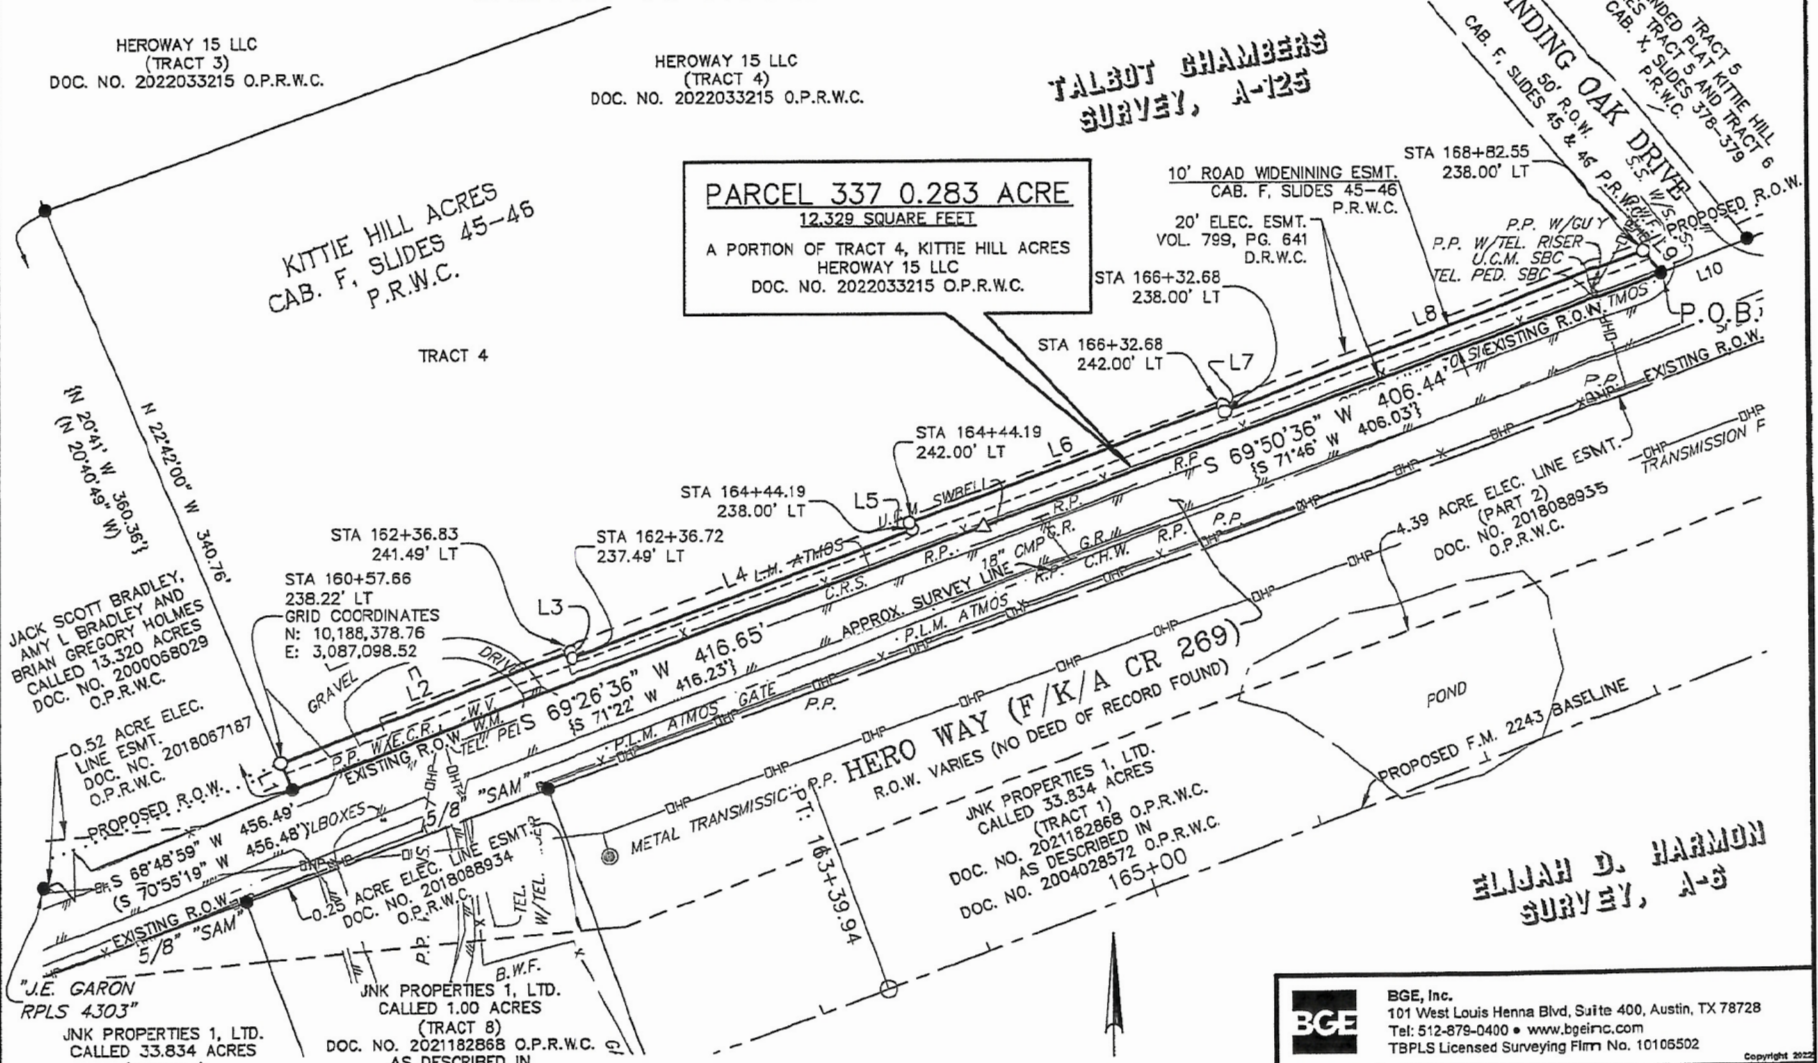 HEROWAY 15 LLC
(TRACT 3)
DOC. NO. 2022033215 O.P.R.W.C.
HEROWAY 15 LLC
(TRACT 4)
DOC. NO. 2022033215 O.P.R.W.C.
TALBOT CHAMBERS
SURVEY, A-125
KITTIE HILL ACRES
CAB. F, SLIDES 45-46
P.R.W.C.
TRACT 4
PARCEL 337 0.283 ACRE
12,329 SQUARE FEET
A PORTION OF TRACT 4, KITTIE HILL ACRES
HEROWAY 15 LLC
DOC. NO. 2022033215 O.P.R.W.C.
10' ROAD WIDENINING ESMT.
CAB. F, SLIDES 45-46
P.R.W.C.
20' ELEC. ESMT.
VOL. 799, PG. 641
D.R.W.C.
STA 168+82.55
238.00' LT
OAK DRIVE
50' R.O.W.
CAB. F, SLIDES 45 & 46 P.R.W.C.
TRACT 5
PLAT KITTIE HILL
TRACT 5 AND TRACT 6
CAB. X, SLIDES 378-379
P.R.W.C.
PROPOSED R.O.W.
P.P. W/GUY
P.P. W/TEL. RISER
U.C.M. SBC
TEL. PED. SBC
L9
L10
P.O.B.
STA 166+32.68
238.00' LT
STA 166+32.68
242.00' LT
L7
L8
EXISTING R.O.W.
EXISTING R.O.W.
STA 164+44.19
242.00' LT
STA 164+44.19
238.00' LT
L5
L6
SWBELL
STA 162+36.83
241.49' LT
STA 162+36.72
237.49' LT
STA 160+57.66
238.22' LT
GRID COORDINATES
N: 10,188,378.76
E: 3,087,098.52
L3
L4
L.M. ATMOS
L2
L1
GRAVEL
DRIVE
N 22°42'00" W 340.76'
{N 20°41' W 360.36'}
(N 20°40'49" W)
JACK SCOTT BRADLEY,
AMY L BRADLEY AND
BRIAN GREGORY HOLMES
CALLED 13.320 ACRES
DOC. NO. 2000068029
O.P.R.W.C.
0.52 ACRE ELEC.
LINE ESMT.
DOC. NO. 2018067187
O.P.R.W.C.
PROPOSED R.O.W.
S 69°50'36" W 406.44'
{S 71°46' W 406.03'}
S 69°26'36" W 416.65'
{S 71°22' W 416.23'}
S 68°48'59" W 456.49'
(S 70°55'19" W 456.48')
R.P.
R.P.
R.P.
C.R.S.
18" CMP
G.R.
G.R.
R.P.
C.H.W.
R.P.
P.P.
P.P.
APPROX. SURVEY LINE
P.L.M. ATMOS
P.L.M. ATMOS
GATE
P.P.
W.V.
W.M.
EXISTING R.O.W.
EXISTING R.O.W.
5/8" "SAM"
5/8" "SAM"
OHP OHP OHP OHP OHP OHP OHP
4.39 ACRE ELEC. LINE ESMT.
(PART 2)
DOC. NO. 2018088935
O.P.R.W.C.
HERO WAY (F/K/A CR 269)
R.O.W. VARIES (NO DEED OF RECORD FOUND)
P.P.
POND
PROPOSED F.M. 2243 BASELINE
JNK PROPERTIES 1, LTD.
CALLED 33.834 ACRES
(TRACT 1)
DOC. NO. 2021182868 O.P.R.W.C.
AS DESCRIBED IN
DOC. NO. 2004028572 O.P.R.W.C.
165+00
163+39.94
METAL
0.25 ACRE ELEC. LINE ESMT.
DOC. NO. 2018088934
O.P.R.W.C.
TEL.
W/TEL.
B.W.F.
ELIJAH D. HARMON
SURVEY, A-6
"J.E. GARON
RPLS 4303"
JNK PROPERTIES 1, LTD.
CALLED 33.834 ACRES
JNK PROPERTIES 1, LTD.
CALLED 1.00 ACRES
(TRACT 8)
DOC. NO. 2021182868 O.P.R.W.C.
AS DESCRIBED IN
BGE
BGE, Inc.
101 West Louis Henna Blvd, Suite 400, Austin, TX 78728
Tel: 512-879-0400 • www.bgeinc.com
TBPLS Licensed Surveying Firm No. 10106502
Copyright